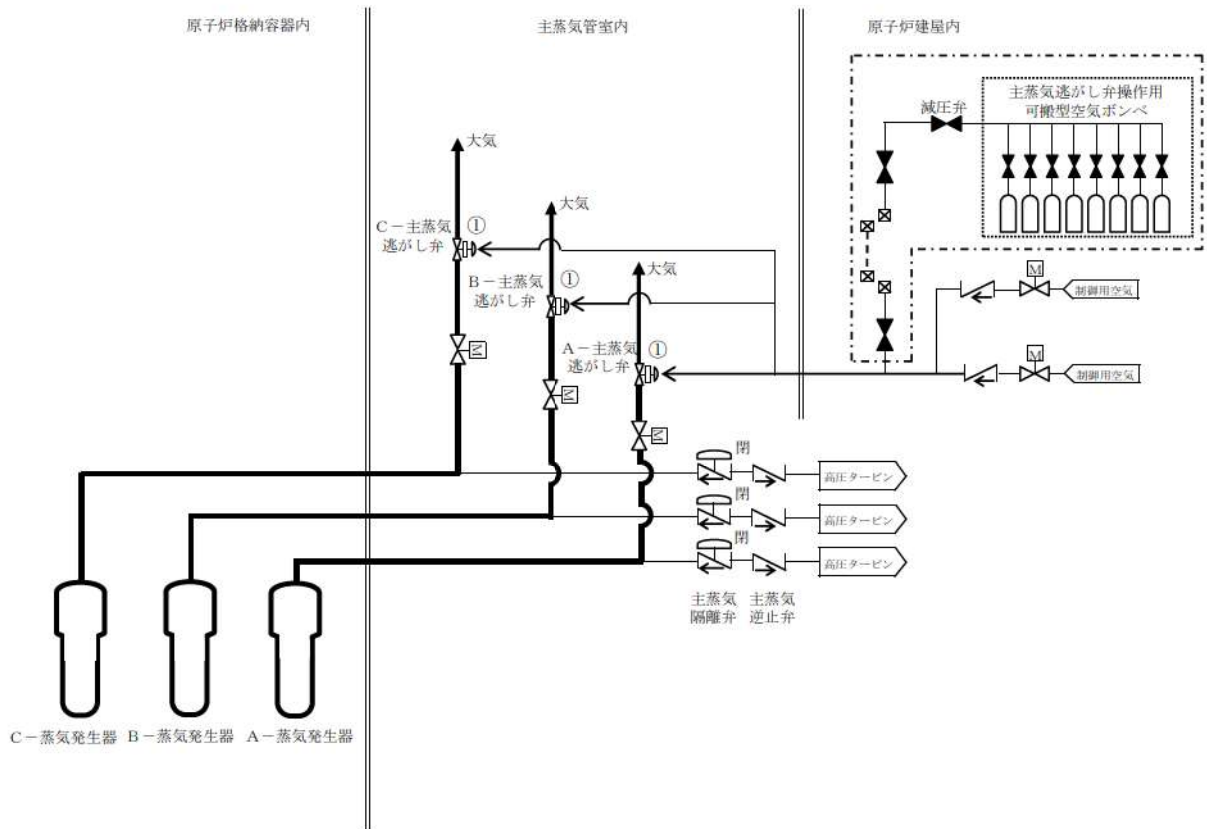 原子炉格納容器内
主蒸気管室内
原子炉建屋内
減圧弁
主蒸気逃がし弁操作用
可搬型空気ボンベ
大気
大気
大気
C-主蒸気
逃がし弁
①
B-主蒸気
逃がし弁
①
A-主蒸気
逃がし弁
①
M
M
M
M
制御用空気
M
制御用空気
閉
高圧タービン
閉
高圧タービン
閉
高圧タービン
主蒸気
隔離弁
主蒸気
逆止弁
C-蒸気発生器
B-蒸気発生器
A-蒸気発生器